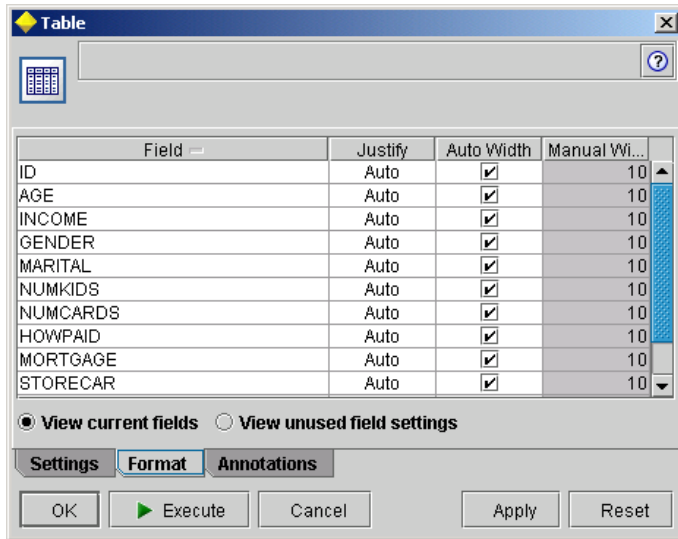 Table
Field Justify Auto Width Manual Wi...
ID Auto 10
AGE Auto 10
INCOME Auto 10
GENDER Auto 10
MARITAL Auto 10
NUMKIDS Auto 10
NUMCARDS Auto 10
HOWPAID Auto 10
MORTGAGE Auto 10
STORECAR Auto 10
View current fields View unused field settings
Settings Format Annotations
OK Execute Cancel Apply Reset